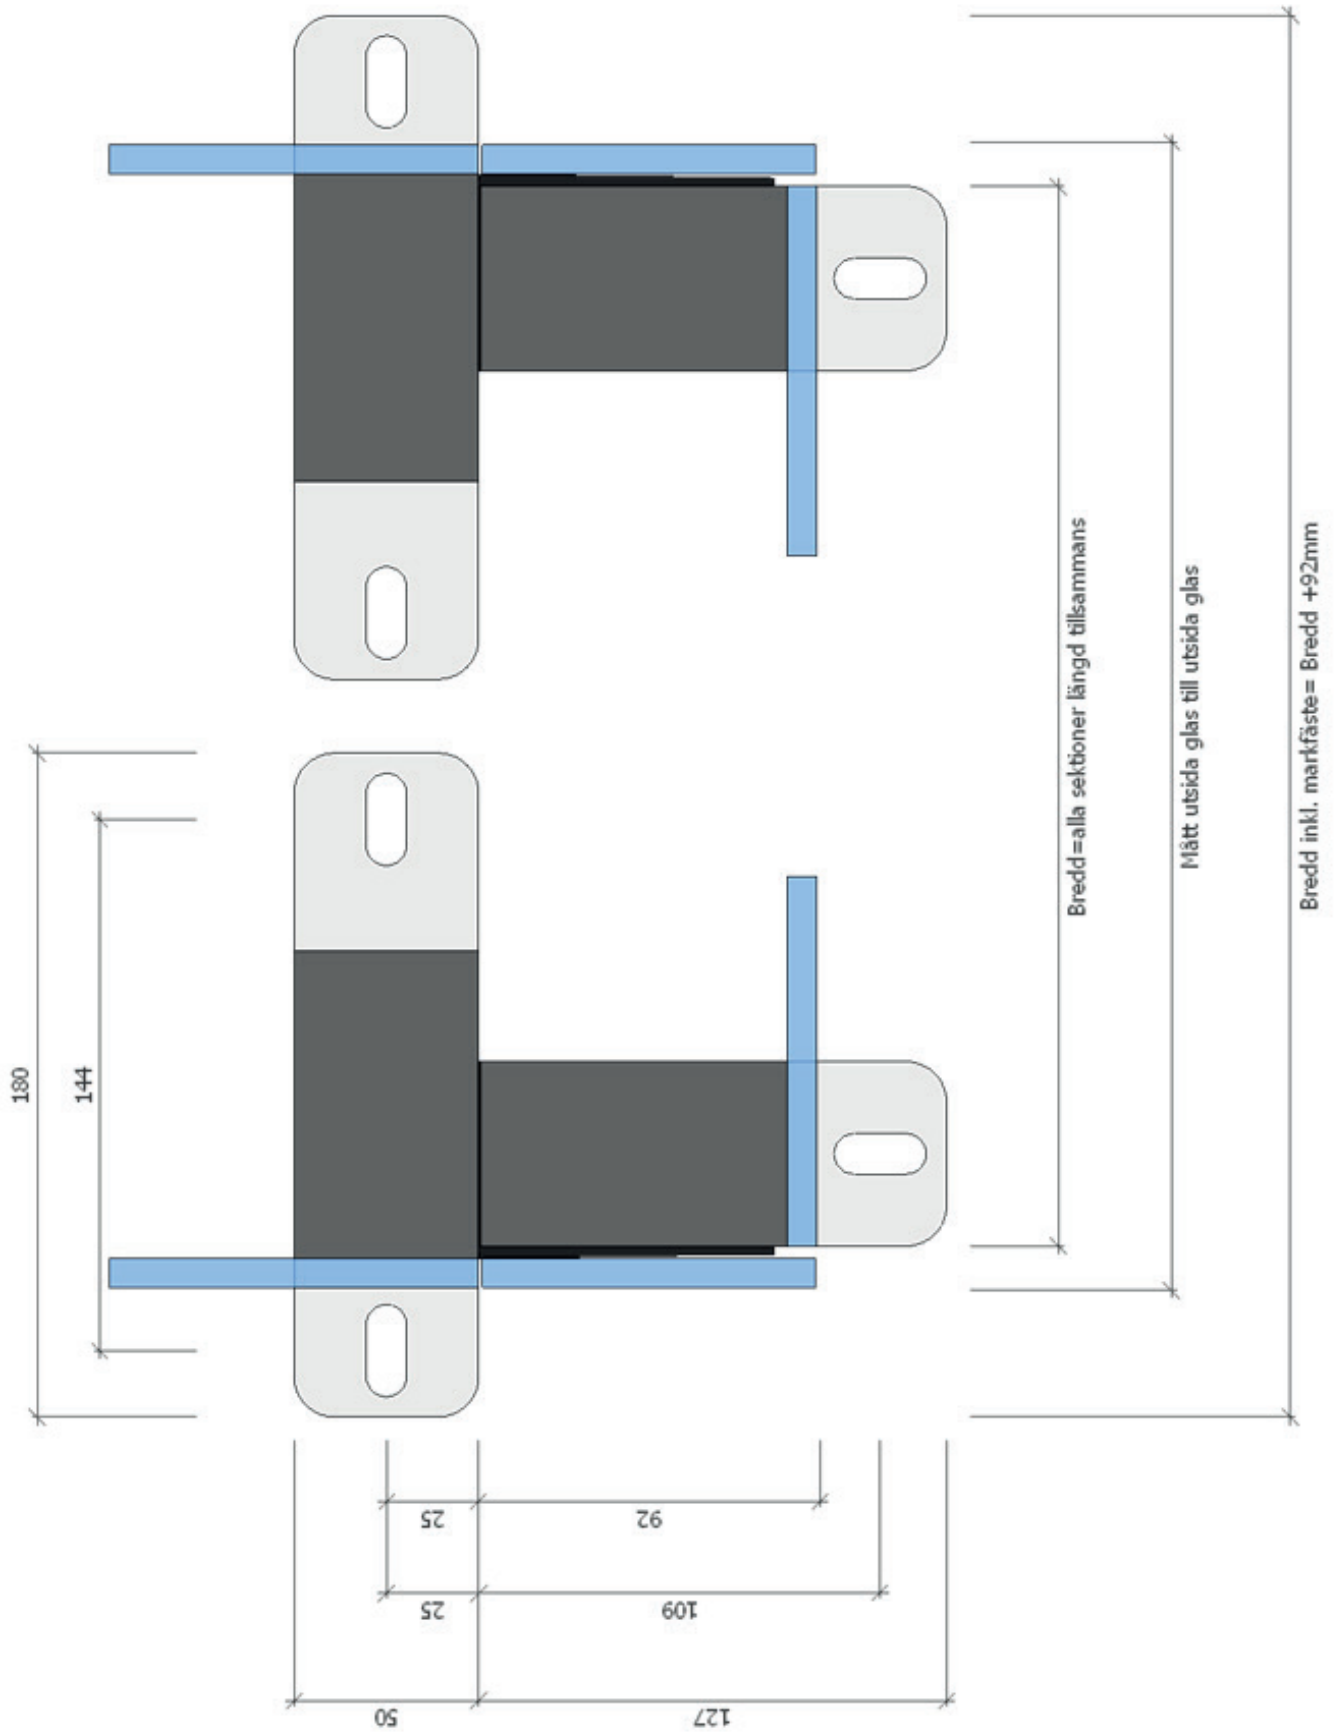 180
144
Bredd=alla sektioner längd tillsammans
Mått utsida glas till utsida glas
Bredd inkl. markfäste= Bredd +92mm
25
92
25
109
50
127